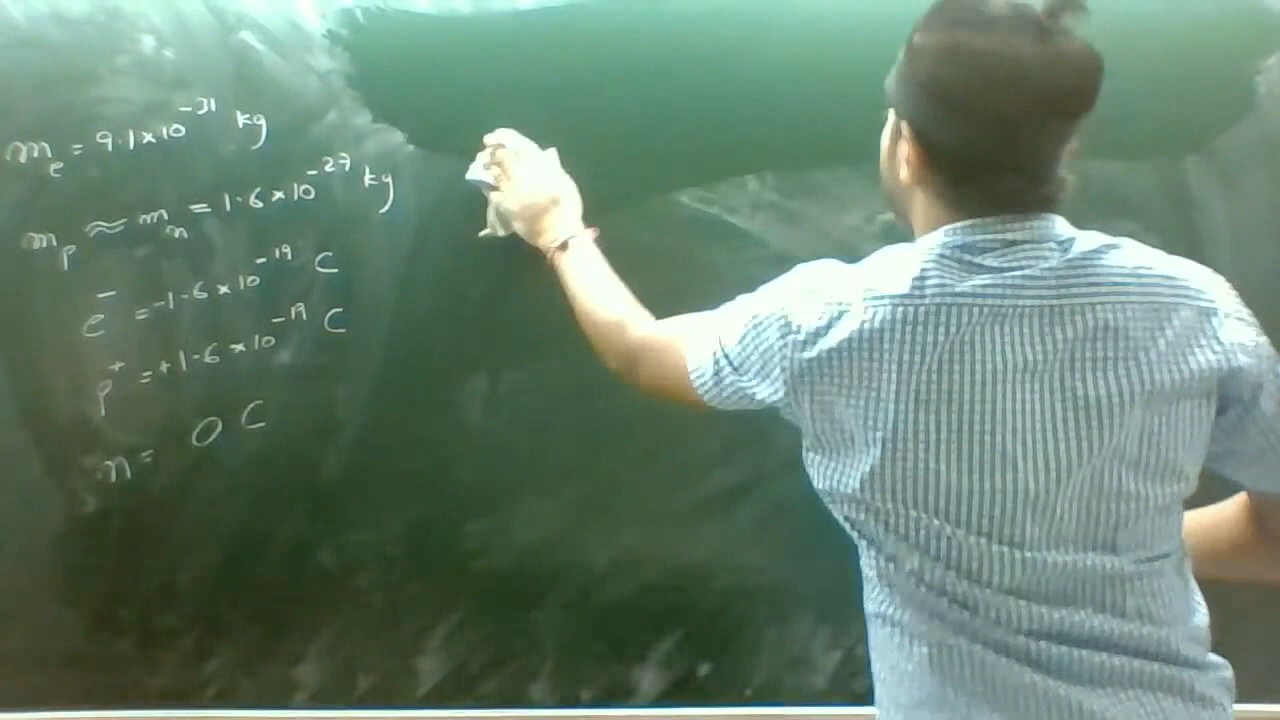 mₑ = 9.1 × 10⁻³¹ kg
mₚ ≈ mₙ = 1.6 × 10⁻²⁷ kg
e⁻ = -1.6 × 10⁻¹⁹ C
p⁺ = +1.6 × 10⁻¹⁹ C
n = 0 C